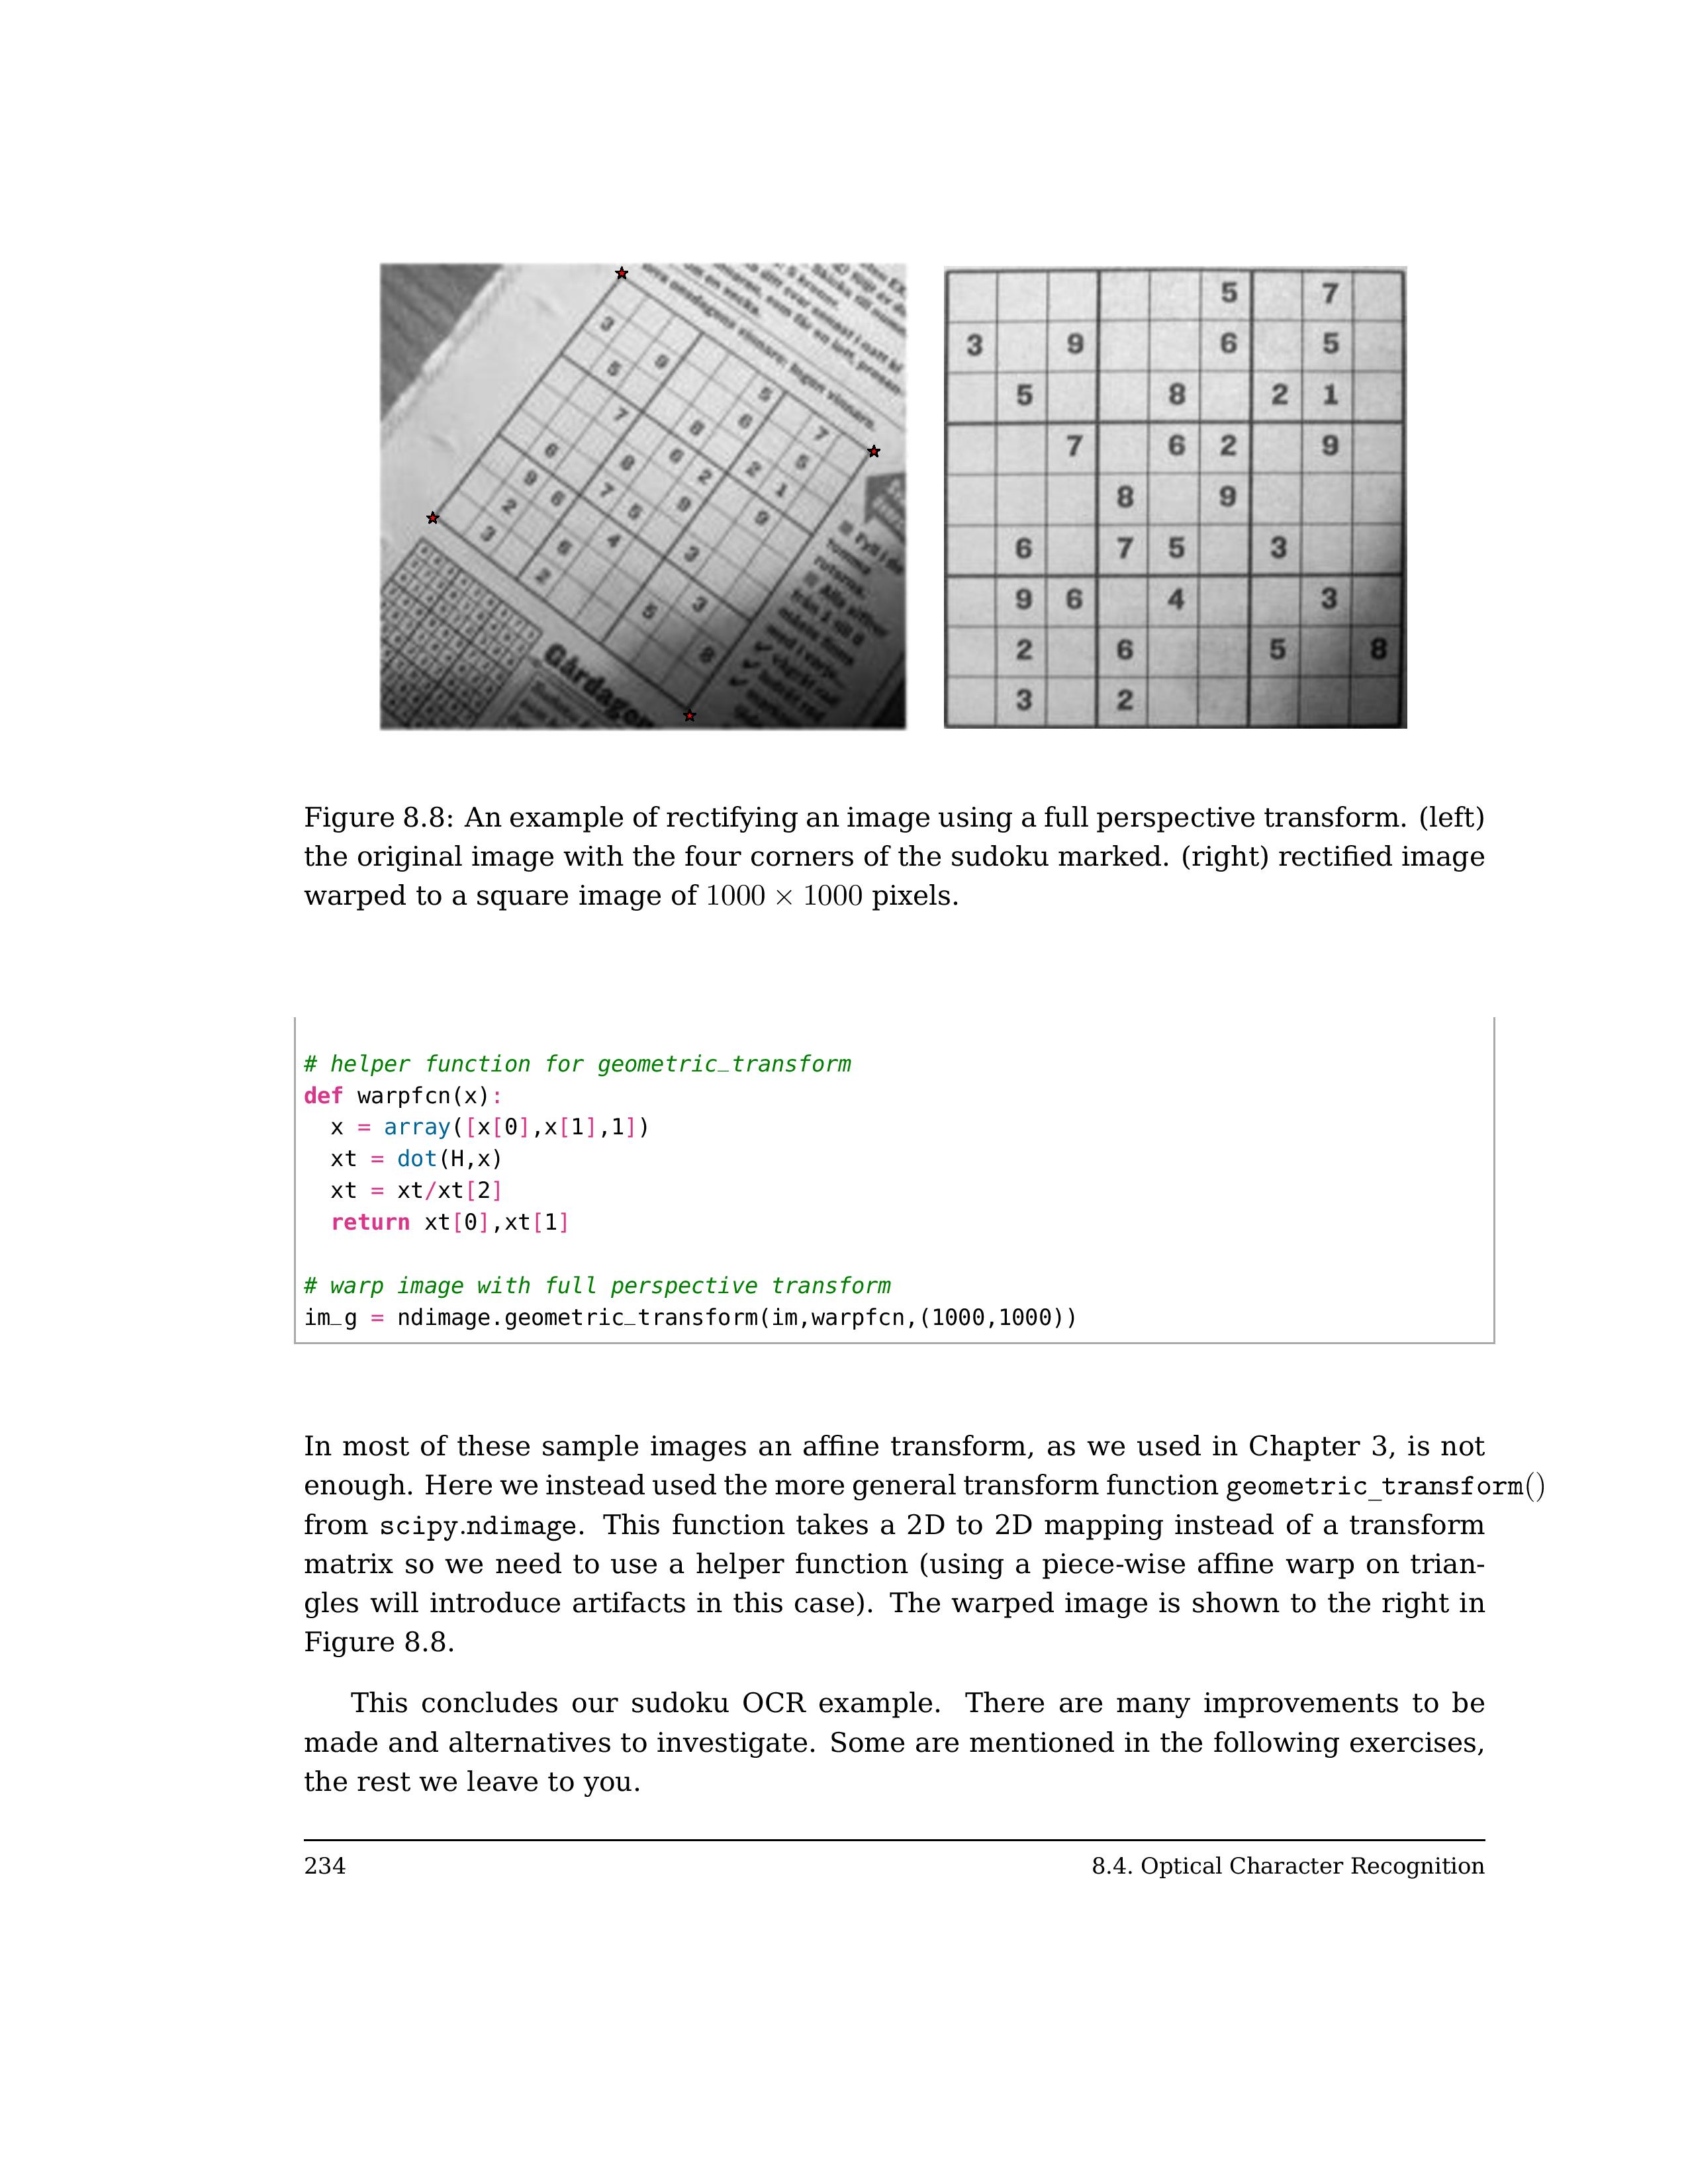 5 7
3 9 6 5
5 8 2 1
7 6 2 9
8 9
6 7 5 3
9 6 4 3
2 6 5 8
3 2
Gårdagen
Figure 8.8: An example of rectifying an image using a full perspective transform. (left)
the original image with the four corners of the sudoku marked. (right) rectified image
warped to a square image of 1000 × 1000 pixels.
# helper function for geometric_transform
def warpfcn(x):
  x = array([x[0],x[1],1])
  xt = dot(H,x)
  xt = xt/xt[2]
  return xt[0],xt[1]
# warp image with full perspective transform
im_g = ndimage.geometric_transform(im,warpfcn,(1000,1000))
In most of these sample images an affine transform, as we used in Chapter 3, is not
enough. Here we instead used the more general transform function geometric_transform()
from scipy.ndimage. This function takes a 2D to 2D mapping instead of a transform
matrix so we need to use a helper function (using a piece-wise affine warp on trian-
gles will introduce artifacts in this case). The warped image is shown to the right in
Figure 8.8.
This concludes our sudoku OCR example. There are many improvements to be
made and alternatives to investigate. Some are mentioned in the following exercises,
the rest we leave to you.
234 8.4. Optical Character Recognition